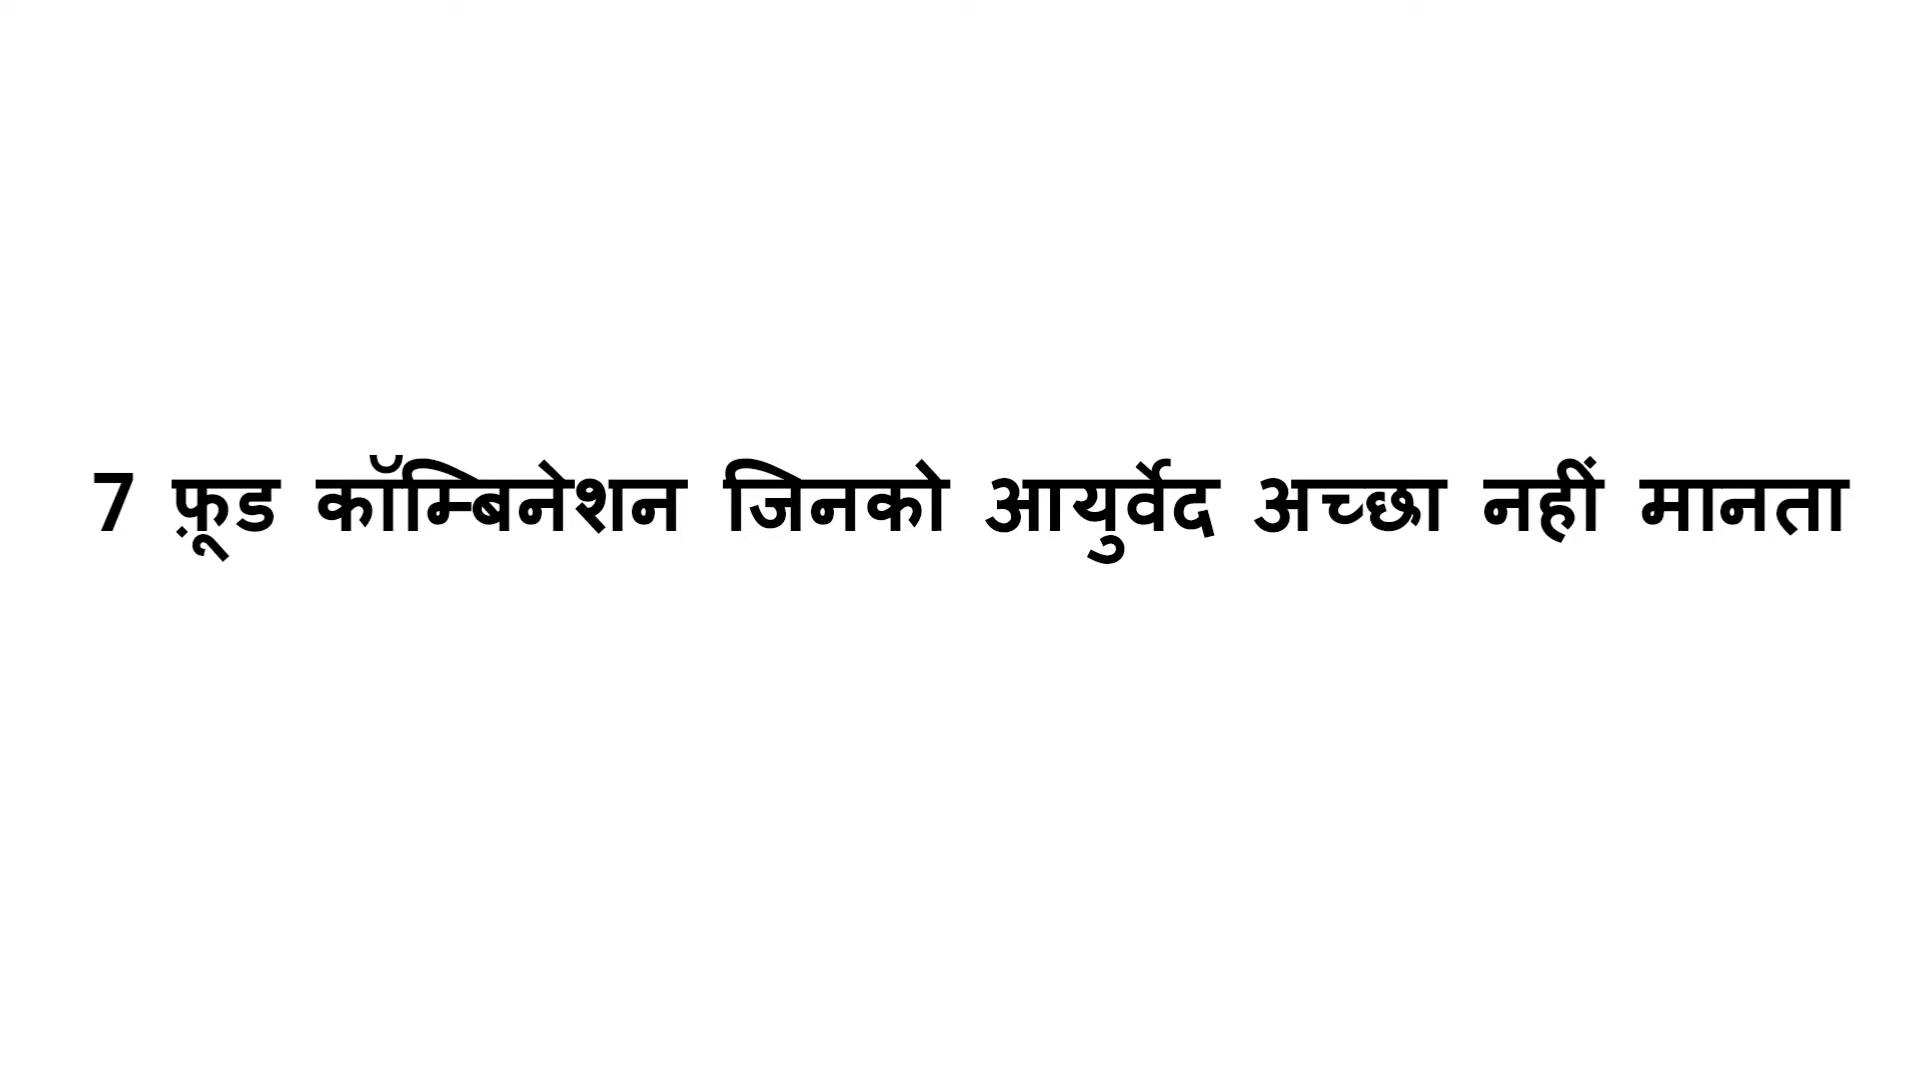 7 फ़ूड कॉम्बिनेशन जिनको आयुर्वेद अच्छा नहीं मानता